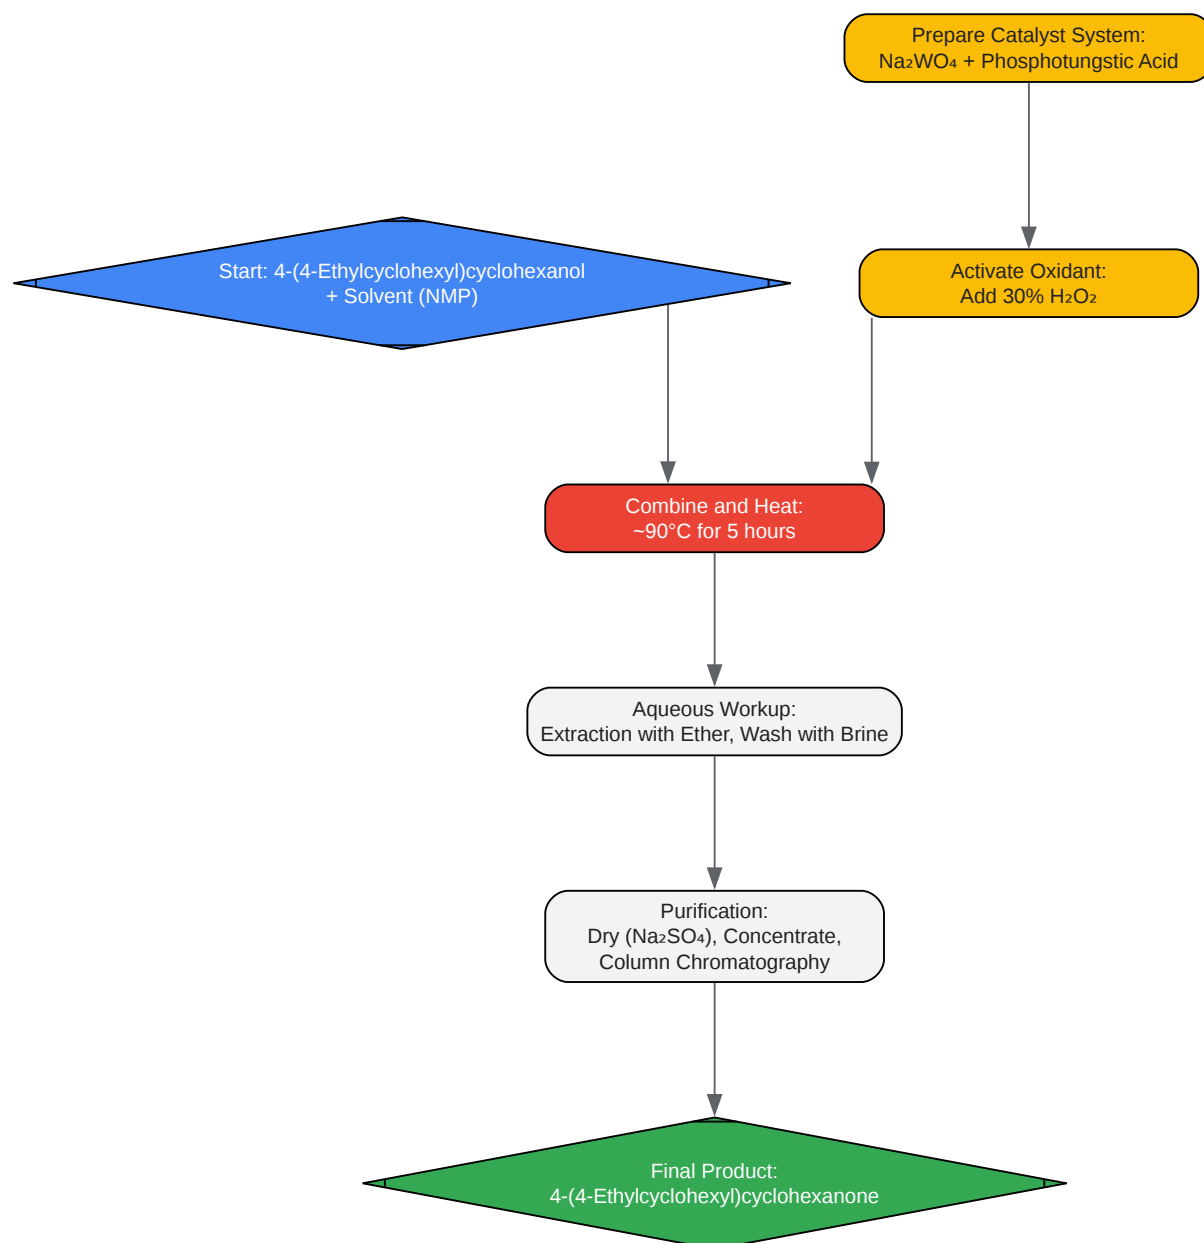 Prepare Catalyst System:
Na₂WO₄ + Phosphotungstic Acid
Start: 4-(4-Ethylcyclohexyl)cyclohexanol
+ Solvent (NMP)
Activate Oxidant:
Add 30% H₂O₂
Combine and Heat:
~90°C for 5 hours
Aqueous Workup:
Extraction with Ether, Wash with Brine
Purification:
Dry (Na₂SO₄), Concentrate,
Column Chromatography
Final Product:
4-(4-Ethylcyclohexyl)cyclohexanone